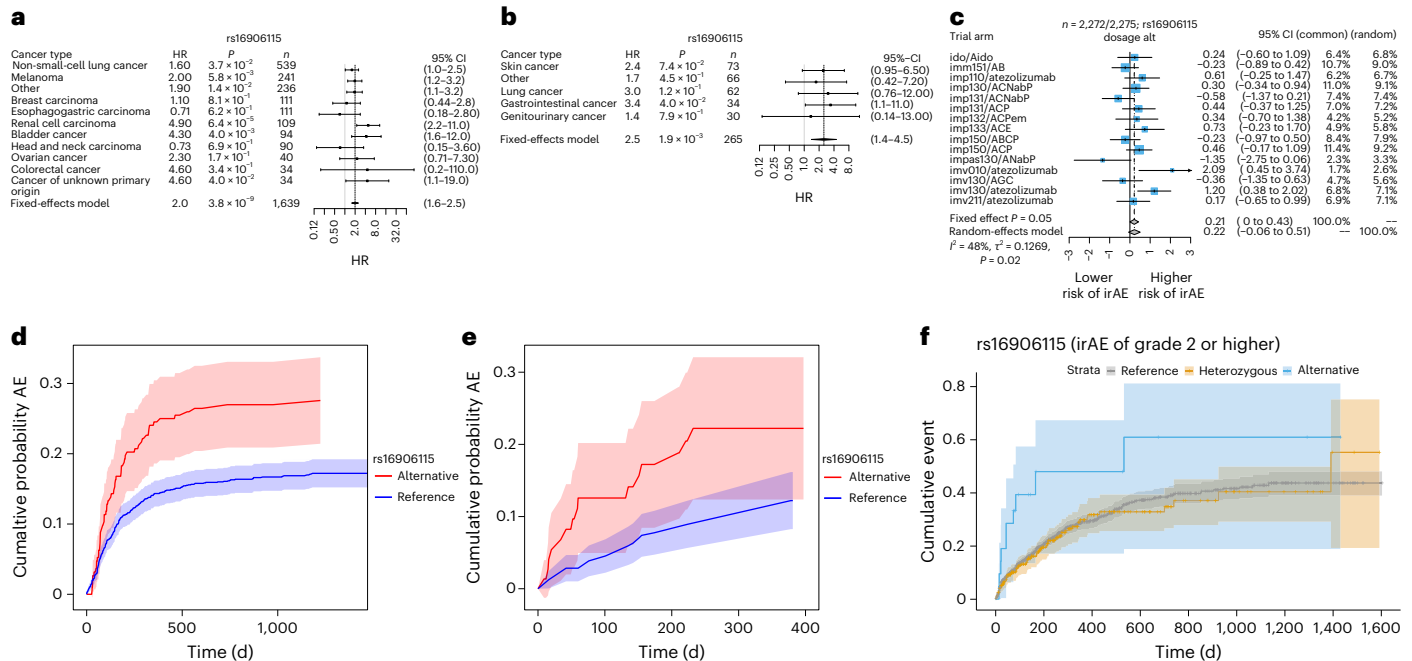 a
rs16906115
Cancer type HR P n 95% CI
Non-small-cell lung cancer 1.60 3.7 × 10⁻² 539 (1.0–2.5)
Melanoma 2.00 5.8 × 10⁻³ 241 (1.2–3.2)
Other 1.90 1.4 × 10⁻² 236 (1.1–3.2)
Breast carcinoma 1.10 8.1 × 10⁻¹ 111 (0.44–2.8)
Esophagogastric carcinoma 0.71 6.2 × 10⁻¹ 111 (0.18–2.80)
Renal cell carcinoma 4.90 6.4 × 10⁻⁵ 109 (2.2–11.0)
Bladder cancer 4.30 4.0 × 10⁻³ 94 (1.6–12.0)
Head and neck carcinoma 0.73 6.9 × 10⁻¹ 90 (0.15–3.60)
Ovarian cancer 2.30 1.7 × 10⁻¹ 40 (0.71–7.30)
Colorectal cancer 4.60 3.4 × 10⁻¹ 34 (0.2–110.0)
Cancer of unknown primary 4.60 4.0 × 10⁻² 34 (1.1–19.0)
origin
Fixed-effects model 2.0 3.8 × 10⁻⁹ 1,639 (1.6–2.5)
0.12 0.50 2.0 8.0 32.0
HR
b
rs16906115
Cancer type HR P n 95%–CI
Skin cancer 2.4 7.4 × 10⁻² 73 (0.95–6.50)
Other 1.7 4.5 × 10⁻¹ 66 (0.42–7.20)
Lung cancer 3.0 1.2 × 10⁻¹ 62 (0.76–12.00)
Gastrointestinal cancer 3.4 4.0 × 10⁻² 34 (1.1–11.0)
Genitourinary cancer 1.4 7.9 × 10⁻¹ 30 (0.14–13.00)
Fixed-effects model 2.5 1.9 × 10⁻³ 265 (1.4–4.5)
0.12 0.25 0.50 1.0 2.0 4.0 8.0
HR
c
n = 2,272/2,275; rs16906115
Trial arm dosage alt 95% CI (common) (random)
ido/Aido 0.24 (−0.60 to 1.09) 6.4% 6.8%
imm151/AB −0.23 (−0.89 to 0.42) 10.7% 9.0%
imp110/atezolizumab 0.61 (−0.25 to 1.47) 6.2% 6.7%
imp130/ACNabP 0.30 (−0.34 to 0.94) 11.0% 9.1%
imp131/ACNabP −0.58 (−1.37 to 0.21) 7.4% 7.4%
imp131/ACP 0.44 (−0.37 to 1.25) 7.0% 7.2%
imp132/ACPem 0.34 (−0.70 to 1.38) 4.2% 5.2%
imp133/ACE 0.73 (−0.23 to 1.70) 4.9% 5.8%
imp150/ABCP −0.23 (−0.97 to 0.50) 8.4% 7.9%
imp150/ACP 0.46 (−0.17 to 1.09) 11.4% 9.2%
impas130/ANabP −1.35 (−2.75 to 0.06) 2.3% 3.3%
imv010/atezolizumab 2.09 (0.45 to 3.74) 1.7% 2.6%
imv130/AGC −0.36 (−1.35 to 0.63) 4.7% 5.6%
imv130/atezolizumab 1.20 (0.38 to 2.02) 6.8% 7.1%
imv211/atezolizumab 0.17 (−0.65 to 0.99) 6.9% 7.1%
Fixed effect P = 0.05 0.21 (0 to 0.43) 100.0% ––
Random-effects model 0.22 (−0.06 to 0.51) –– 100.0%
I² = 48%, τ² = 0.1269,
P = 0.02
−3 −2 −1 0 1 2 3
Lower Higher
risk of irAE risk of irAE
d
Cumaltive probability AE
0.3
0.2
0.1
0
0 500 1,000
Time (d)
rs16906115
Alternative
Reference
e
Cumulative probability AE
0.3
0.2
0.1
0
0 100 200 300 400
Time (d)
rs16906115
Alternative
Reference
f
rs16906115 (irAE of grade 2 or higher)
Strata Reference Heterozygous Alternative
Cumulative event
0.8
0.6
0.4
0.2
0
0 200 400 600 800 1,000 1,200 1,400 1,600
Time (d)